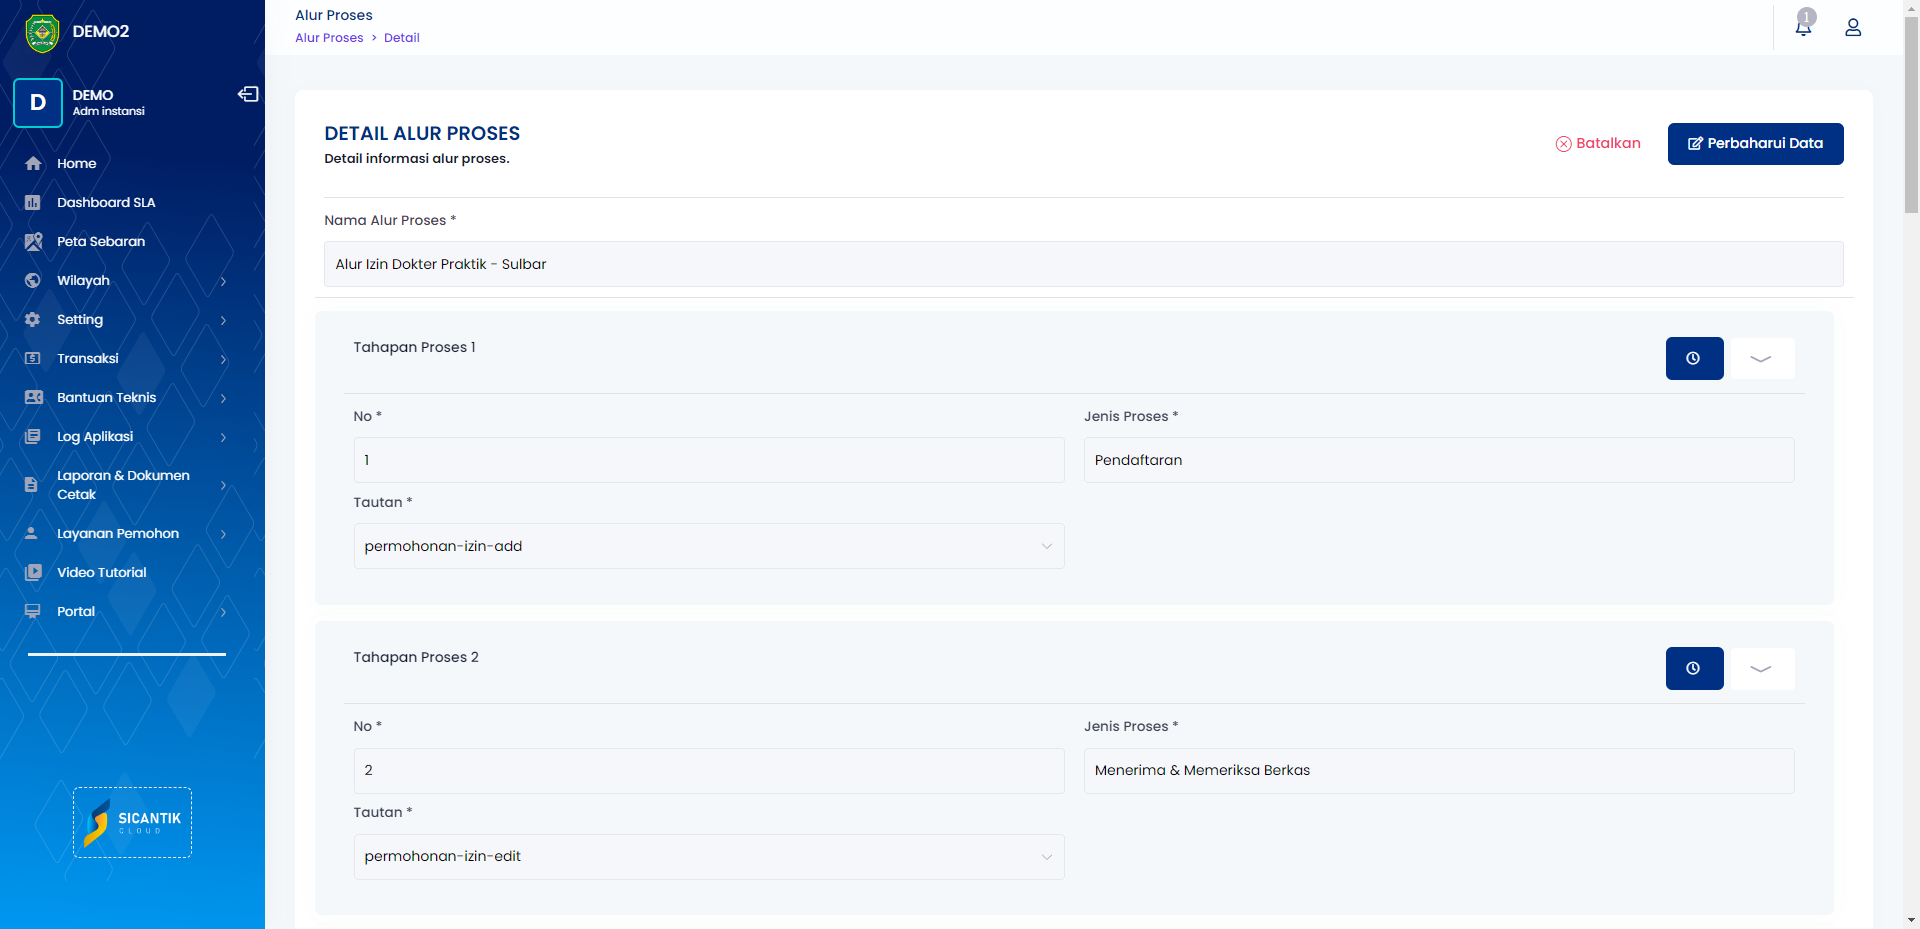 DEMO2
D
DEMO
Adm instansi
Home
Dashboard SLA
Peta Sebaran
Wilayah
Setting
Transaksi
Bantuan Teknis
Log Aplikasi
Laporan & Dokumen
Cetak
Layanan Pemohon
Video Tutorial
Portal
SICANTIK
CLOUD
Alur Proses
Alur Proses > Detail
1
DETAIL ALUR PROSES
Detail informasi alur proses.
Batalkan
Perbaharui Data
Nama Alur Proses *
Alur Izin Dokter Praktik - Sulbar
Tahapan Proses 1
No *
Jenis Proses *
1
Pendaftaran
Tautan *
permohonan-izin-add
Tahapan Proses 2
No *
Jenis Proses *
2
Menerima & Memeriksa Berkas
Tautan *
permohonan-izin-edit